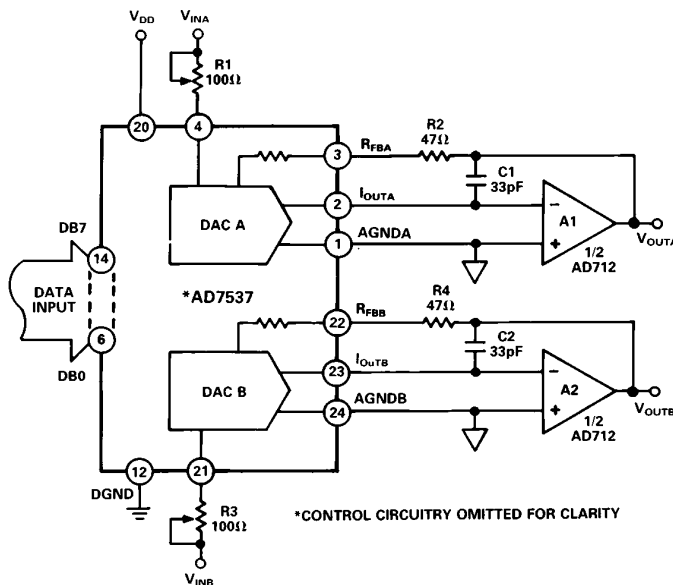 VDD
VINA
R1
100Ω
20
4
3
RFBA
R2
47Ω
C1
33pF
2
IOUTA
DAC A
1
AGNDA
−
A1
+
1/2
AD712
VOUTA
DB7
14
DATA
INPUT
6
DB0
*AD7537
22
RFBB
R4
47Ω
C2
33pF
23
IOuTB
DAC B
24
AGNDB
−
A2
+
1/2
AD712
VOUTB
12
21
DGND
R3
100Ω
*CONTROL CIRCUITRY OMITTED FOR CLARITY
VINB